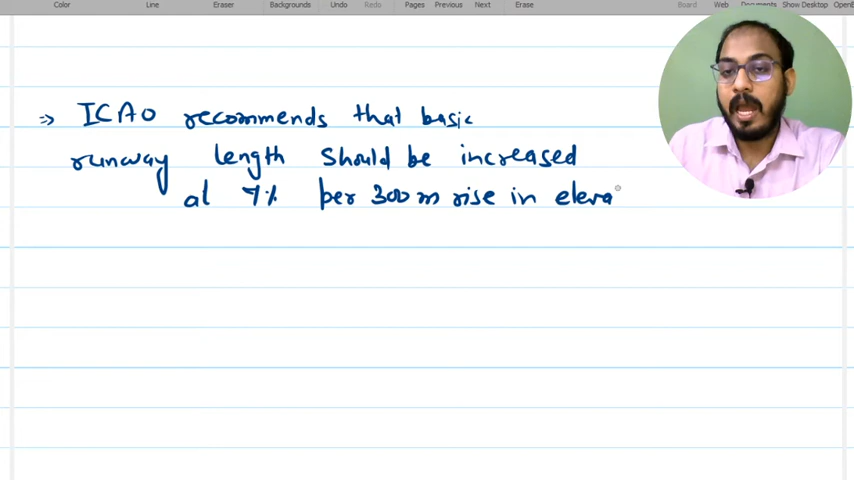 Color Line Eraser Backgrounds Undo Redo Pages Previous Next Erase Board Web Documents Show Desktop
⇒ ICAO recommends that basic
runway length should be increased
at 7% per 300m rise in eleva